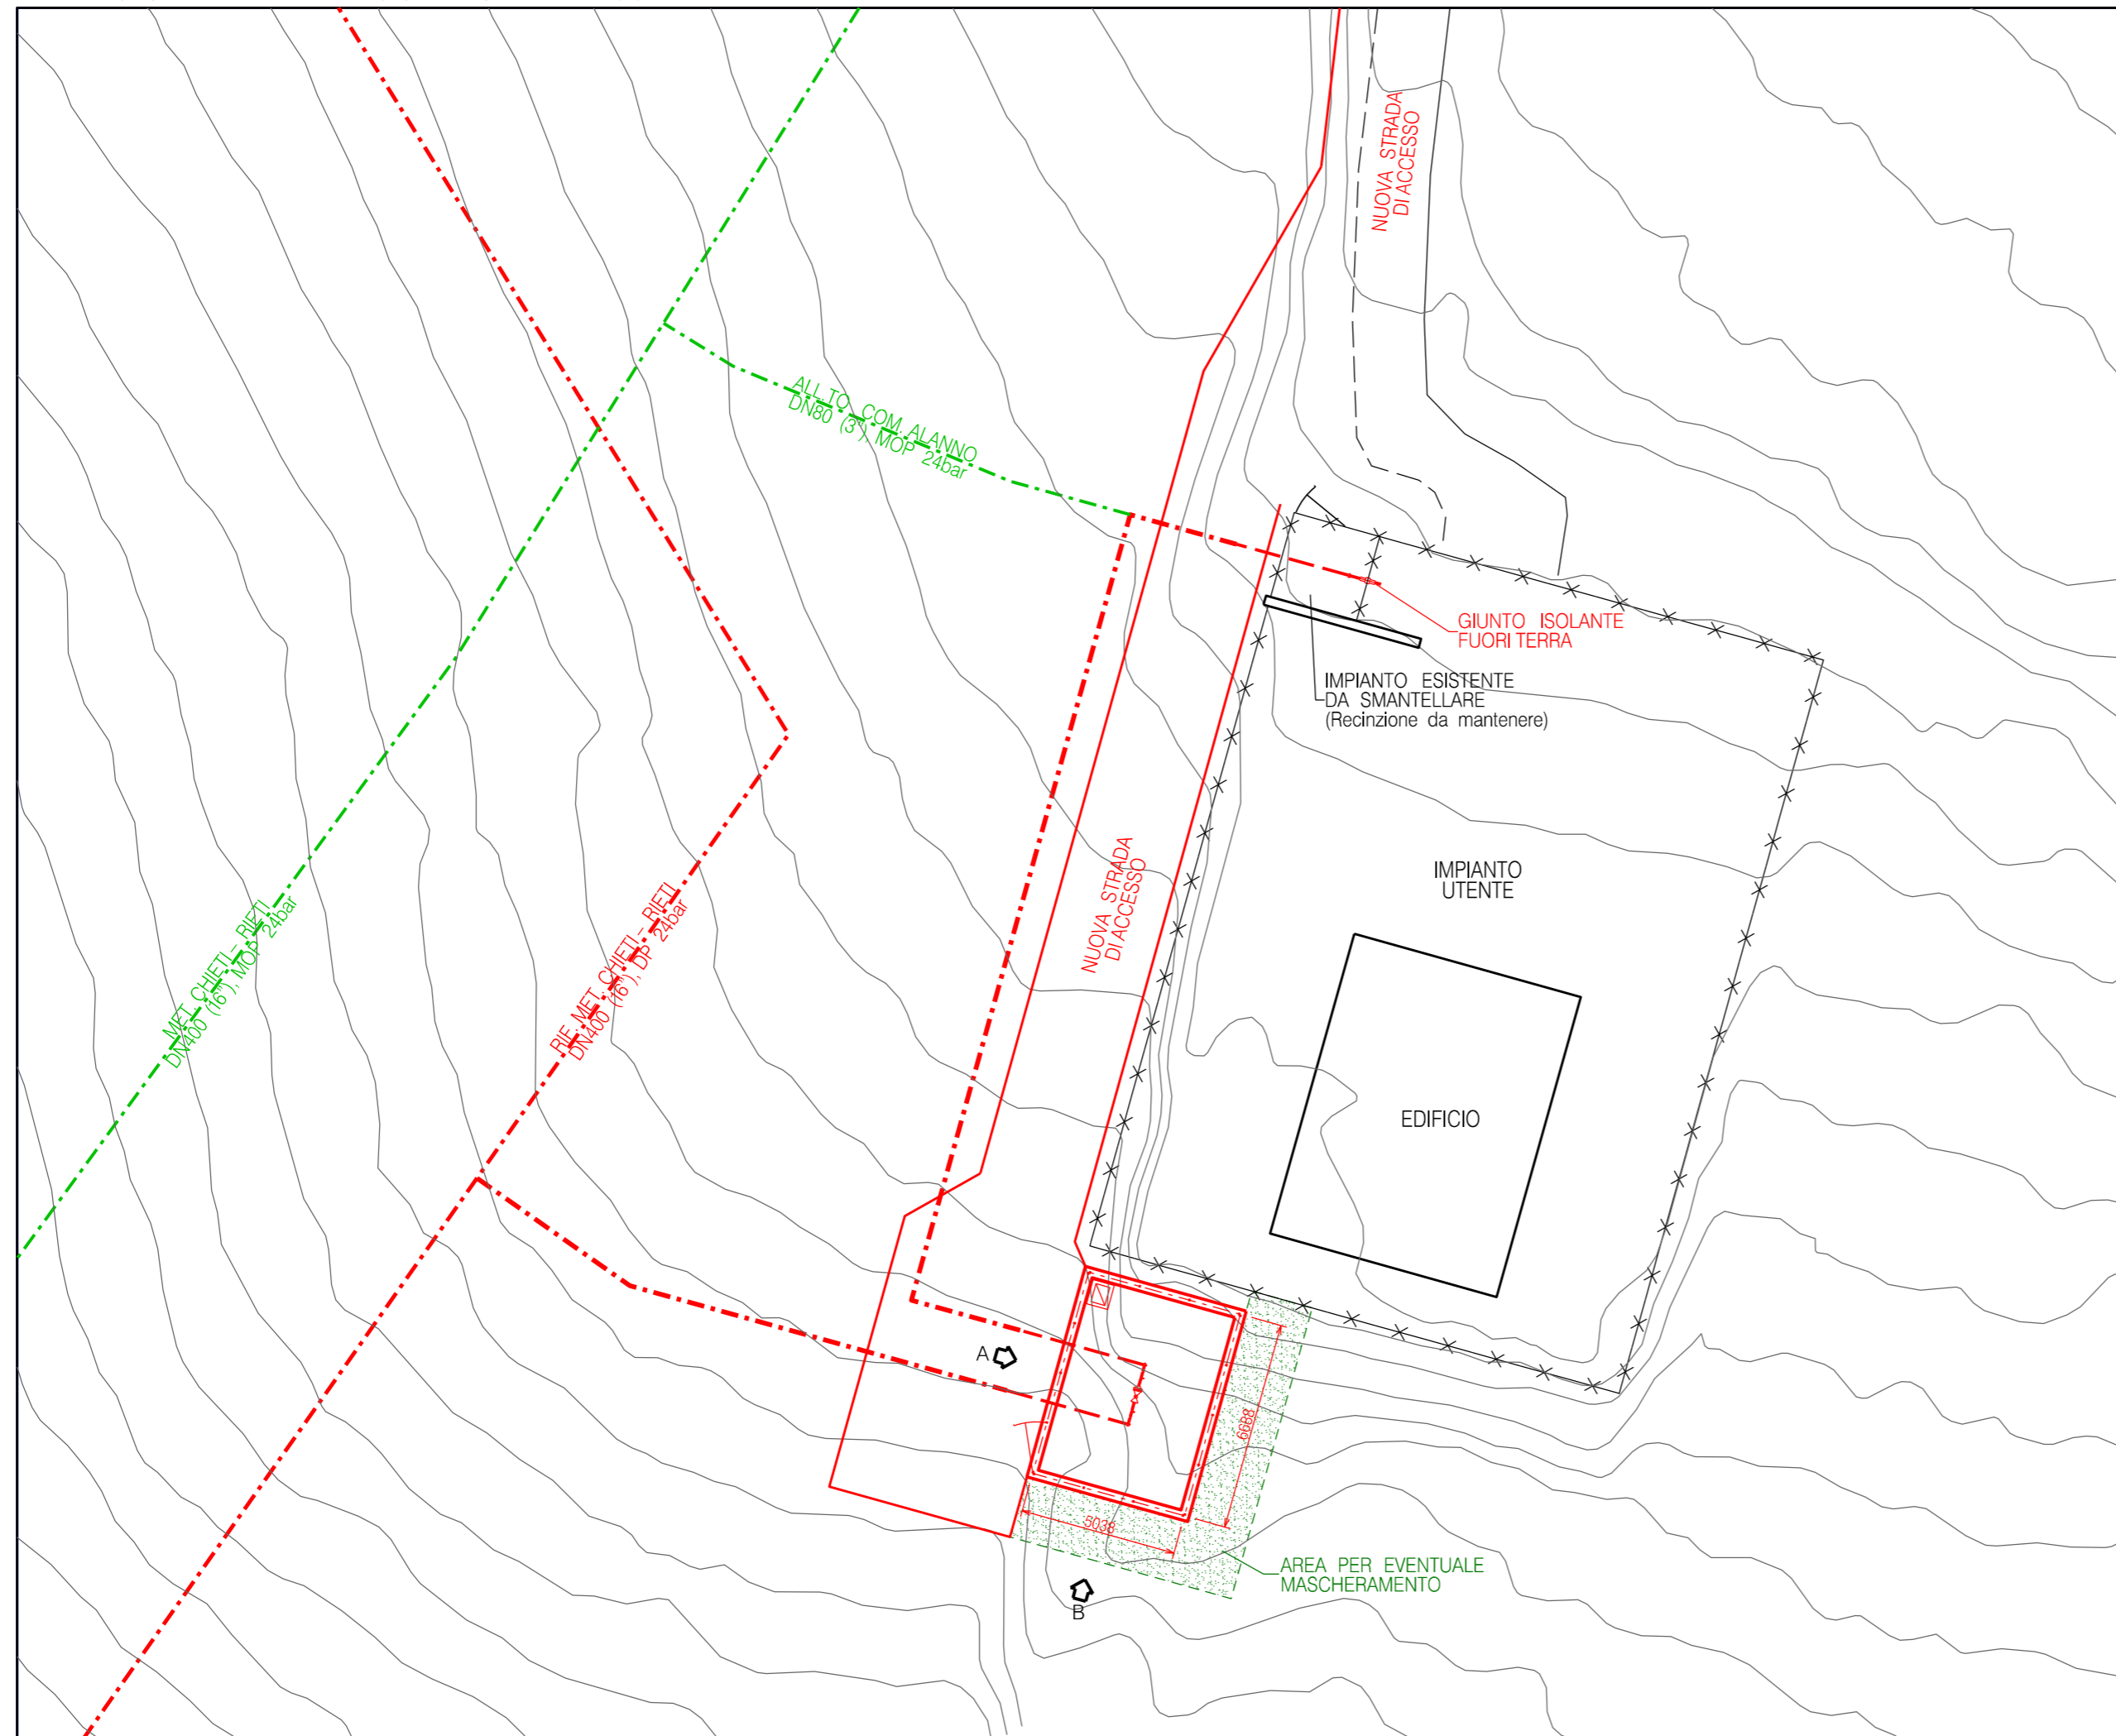 NUOVA STRADA
DI ACCESSO
ALL.TO COM. ALANNO
DN80 (3"), MOP 24bar
GIUNTO ISOLANTE
FUORI TERRA
IMPIANTO ESISTENTE
DA SMANTELLARE
(Recinzione da mantenere)
IMPIANTO
UTENTE
NUOVA STRADA
DI ACCESSO
MET. CHIETI - RIETI
DN400 (16"), MOP 24bar
RIF. MET. CHIETI - RIETI
DN400 (16"), DP 24bar
EDIFICIO
A
6688
5038
AREA PER EVENTUALE
MASCHERAMENTO
B